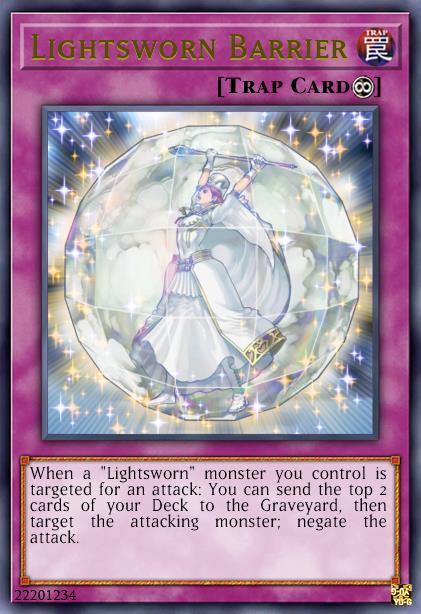 Lightsworn Barrier
TRAP
罠
[Trap Card]
When a "Lightsworn" monster you control is
targeted for an attack: You can send the top 2
cards of your Deck to the Graveyard, then
target the attacking monster; negate the
attack.
22201234